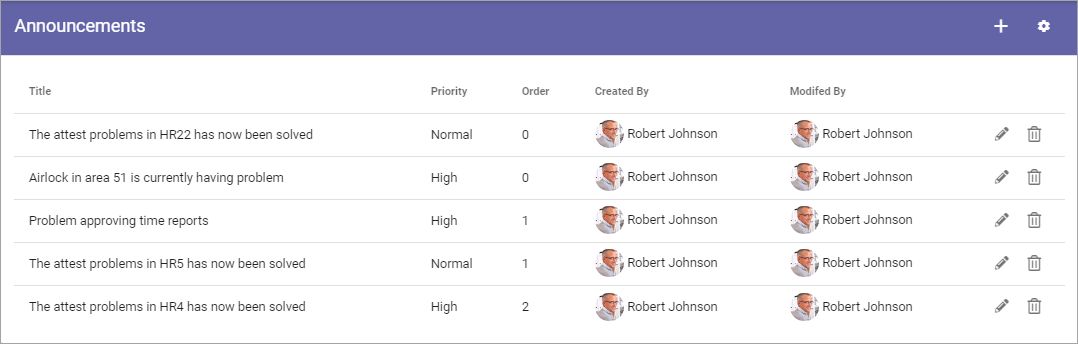 Announcements
Title Priority Order Created By Modifed By
The attest problems in HR22 has now been solved Normal 0 Robert Johnson Robert Johnson
Airlock in area 51 is currently having problem High 0 Robert Johnson Robert Johnson
Problem approving time reports High 1 Robert Johnson Robert Johnson
The attest problems in HR5 has now been solved Normal 1 Robert Johnson Robert Johnson
The attest problems in HR4 has now been solved High 2 Robert Johnson Robert Johnson